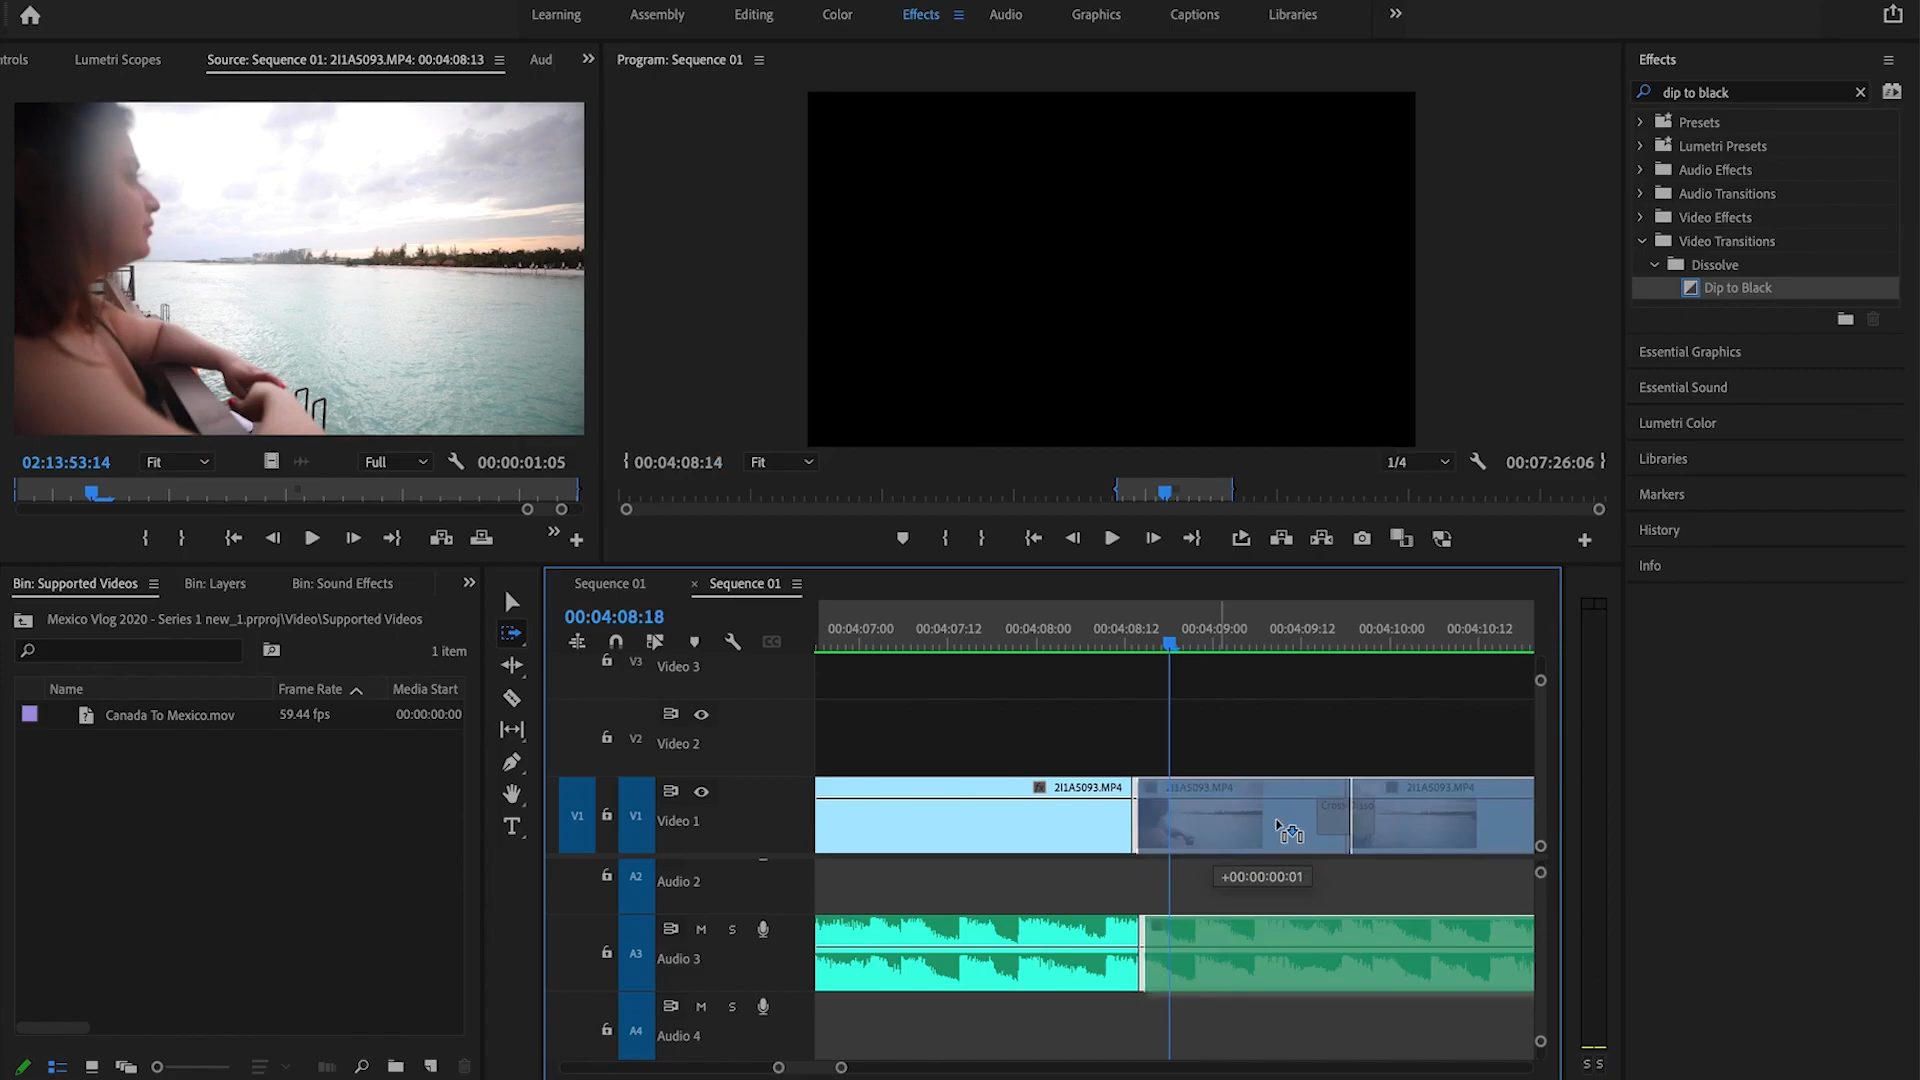 Learning
Assembly
Editing
Color
Effects
Audio
Graphics
Captions
Libraries
ntrols
Lumetri Scopes
Source: Sequence 01: 2I1A5093.MP4: 00:04:08:13
Aud
Program: Sequence 01
Effects
dip to black
Presets
Lumetri Presets
Audio Effects
Audio Transitions
Video Effects
Video Transitions
Dissolve
Dip to Black
Essential Graphics
Essential Sound
Lumetri Color
Libraries
Markers
History
Info
02:13:53:14
Fit
Full
00:00:01:05
00:04:08:14
Fit
1/4
00:07:26:06
Bin: Supported Videos
Bin: Layers
Bin: Sound Effects
Mexico Vlog 2020 - Series 1 new_1.prproj\Video\Supported Videos
1 item
Name
Frame Rate
Media Start
Canada To Mexico.mov
59.44 fps
00:00:00:00
Sequence 01
× Sequence 01
00:04:08:18
00:04:07:00
00:04:07:12
00:04:08:00
00:04:08:12
00:04:09:00
00:04:09:12
00:04:10:00
00:04:10:12
V3
Video 3
V2
Video 2
V1
V1
Video 1
fx
2I1A5093.MP4
2I1A5093.MP4
2I1A5093.MP4
Cross Disso
+00:00:00:01
A2
Audio 2
M
S
A3
Audio 3
M
S
A4
Audio 4
CC
T
S S